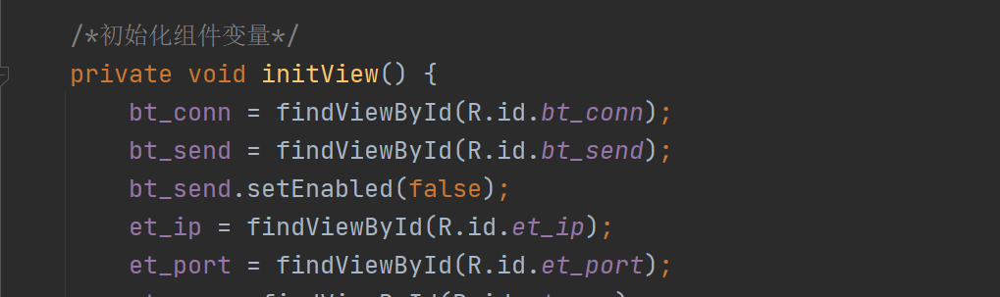 /*初始化组件变量*/
private void initView() {
bt_conn = findViewById(R.id.bt_conn);
bt_send = findViewById(R.id.bt_send);
bt_send.setEnabled(false);
et_ip = findViewById(R.id.et_ip);
et_port = findViewById(R.id.et_port);